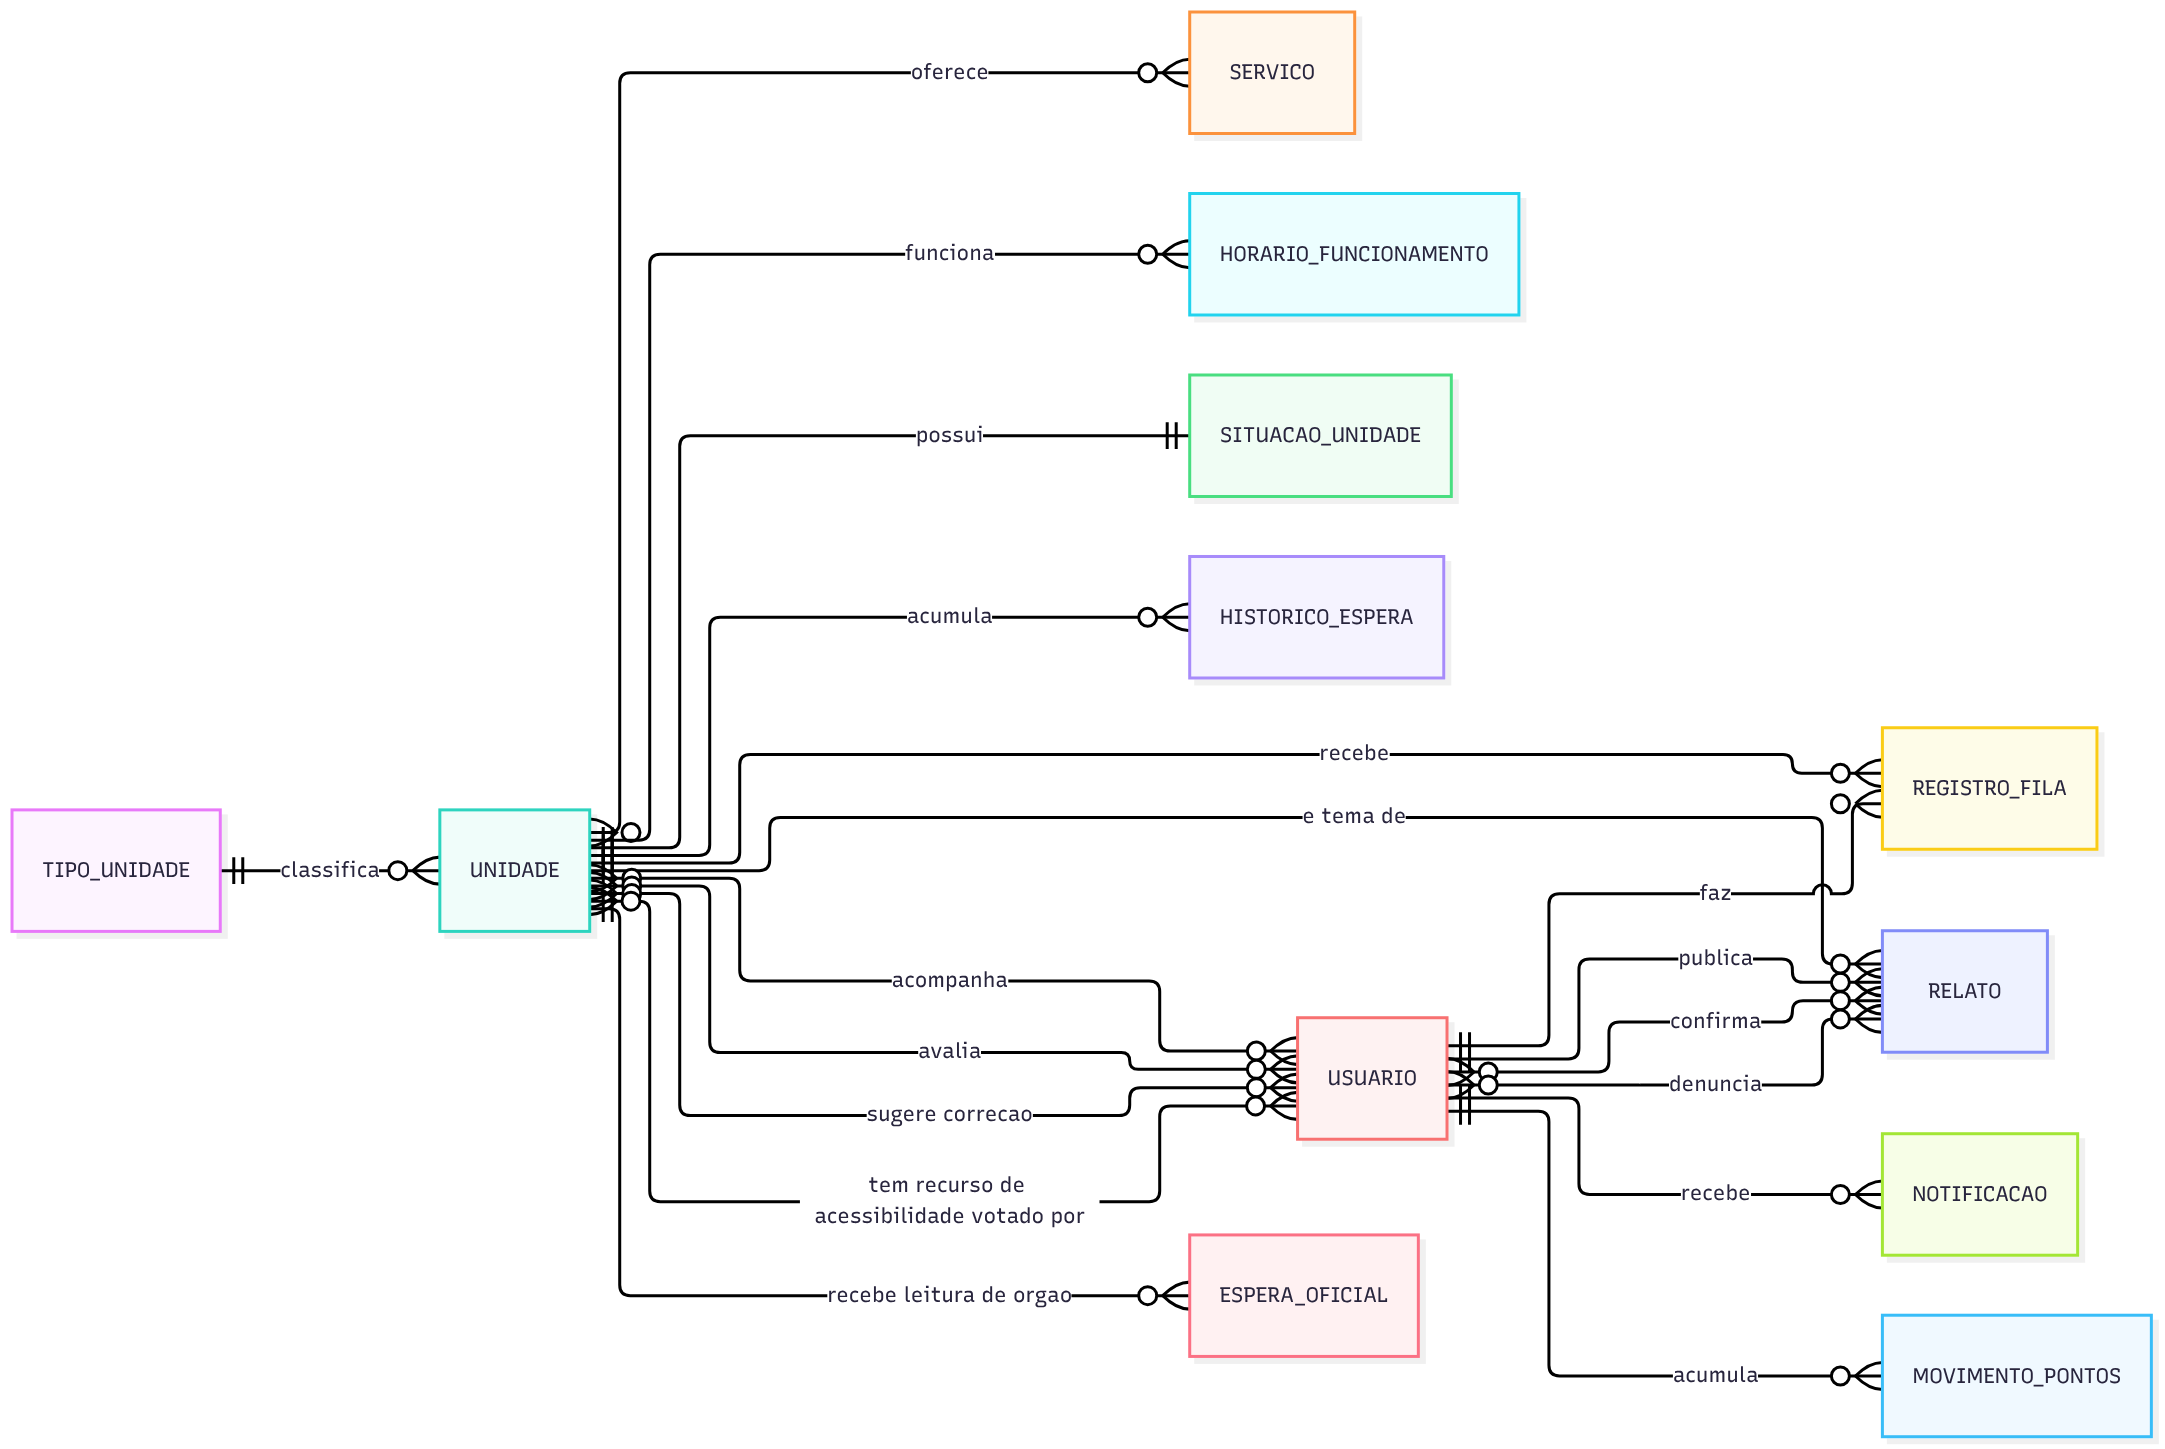 oferece
SERVICO
funciona
HORARIO_FUNCIONAMENTO
possui
SITUACAO_UNIDADE
acumula
HISTORICO_ESPERA
recebe
REGISTRO_FILA
e tema de
TIPO_UNIDADE
classifica
UNIDADE
faz
publica
acompanha
RELATO
confirma
avalia
USUARIO
denuncia
sugere correcao
tem recurso de
acessibilidade votado por
recebe
NOTIFICACAO
recebe leitura de orgao
ESPERA_OFICIAL
acumula
MOVIMENTO_PONTOS